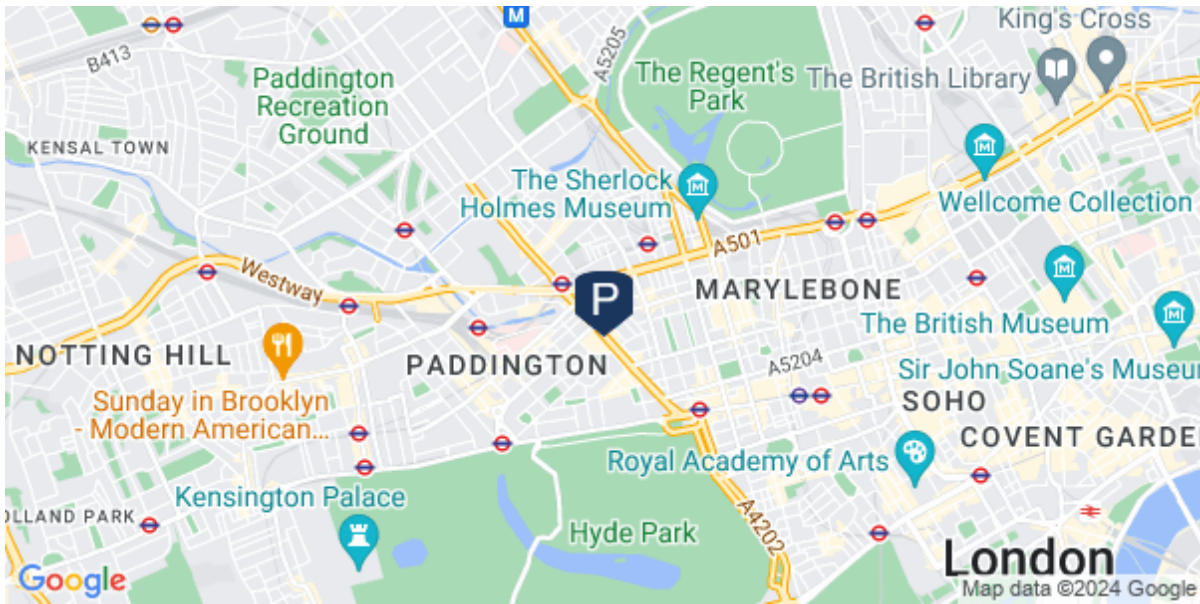 M
King's Cross
B413
A5205
The Regent's
Park
The British Library
Paddington
Recreation
Ground
KENSAL TOWN
The Sherlock
Holmes Museum
Wellcome Collection
A501
Westway
P
MARYLEBONE
The British Museum
NOTTING HILL
PADDINGTON
A5204
Sir John Soane's Museu
Sunday in Brooklyn
- Modern American...
SOHO
COVENT GARDE
Royal Academy of Arts
Kensington Palace
OLLAND PARK
Hyde Park
A4202
London
Google
Map data ©2024 Google